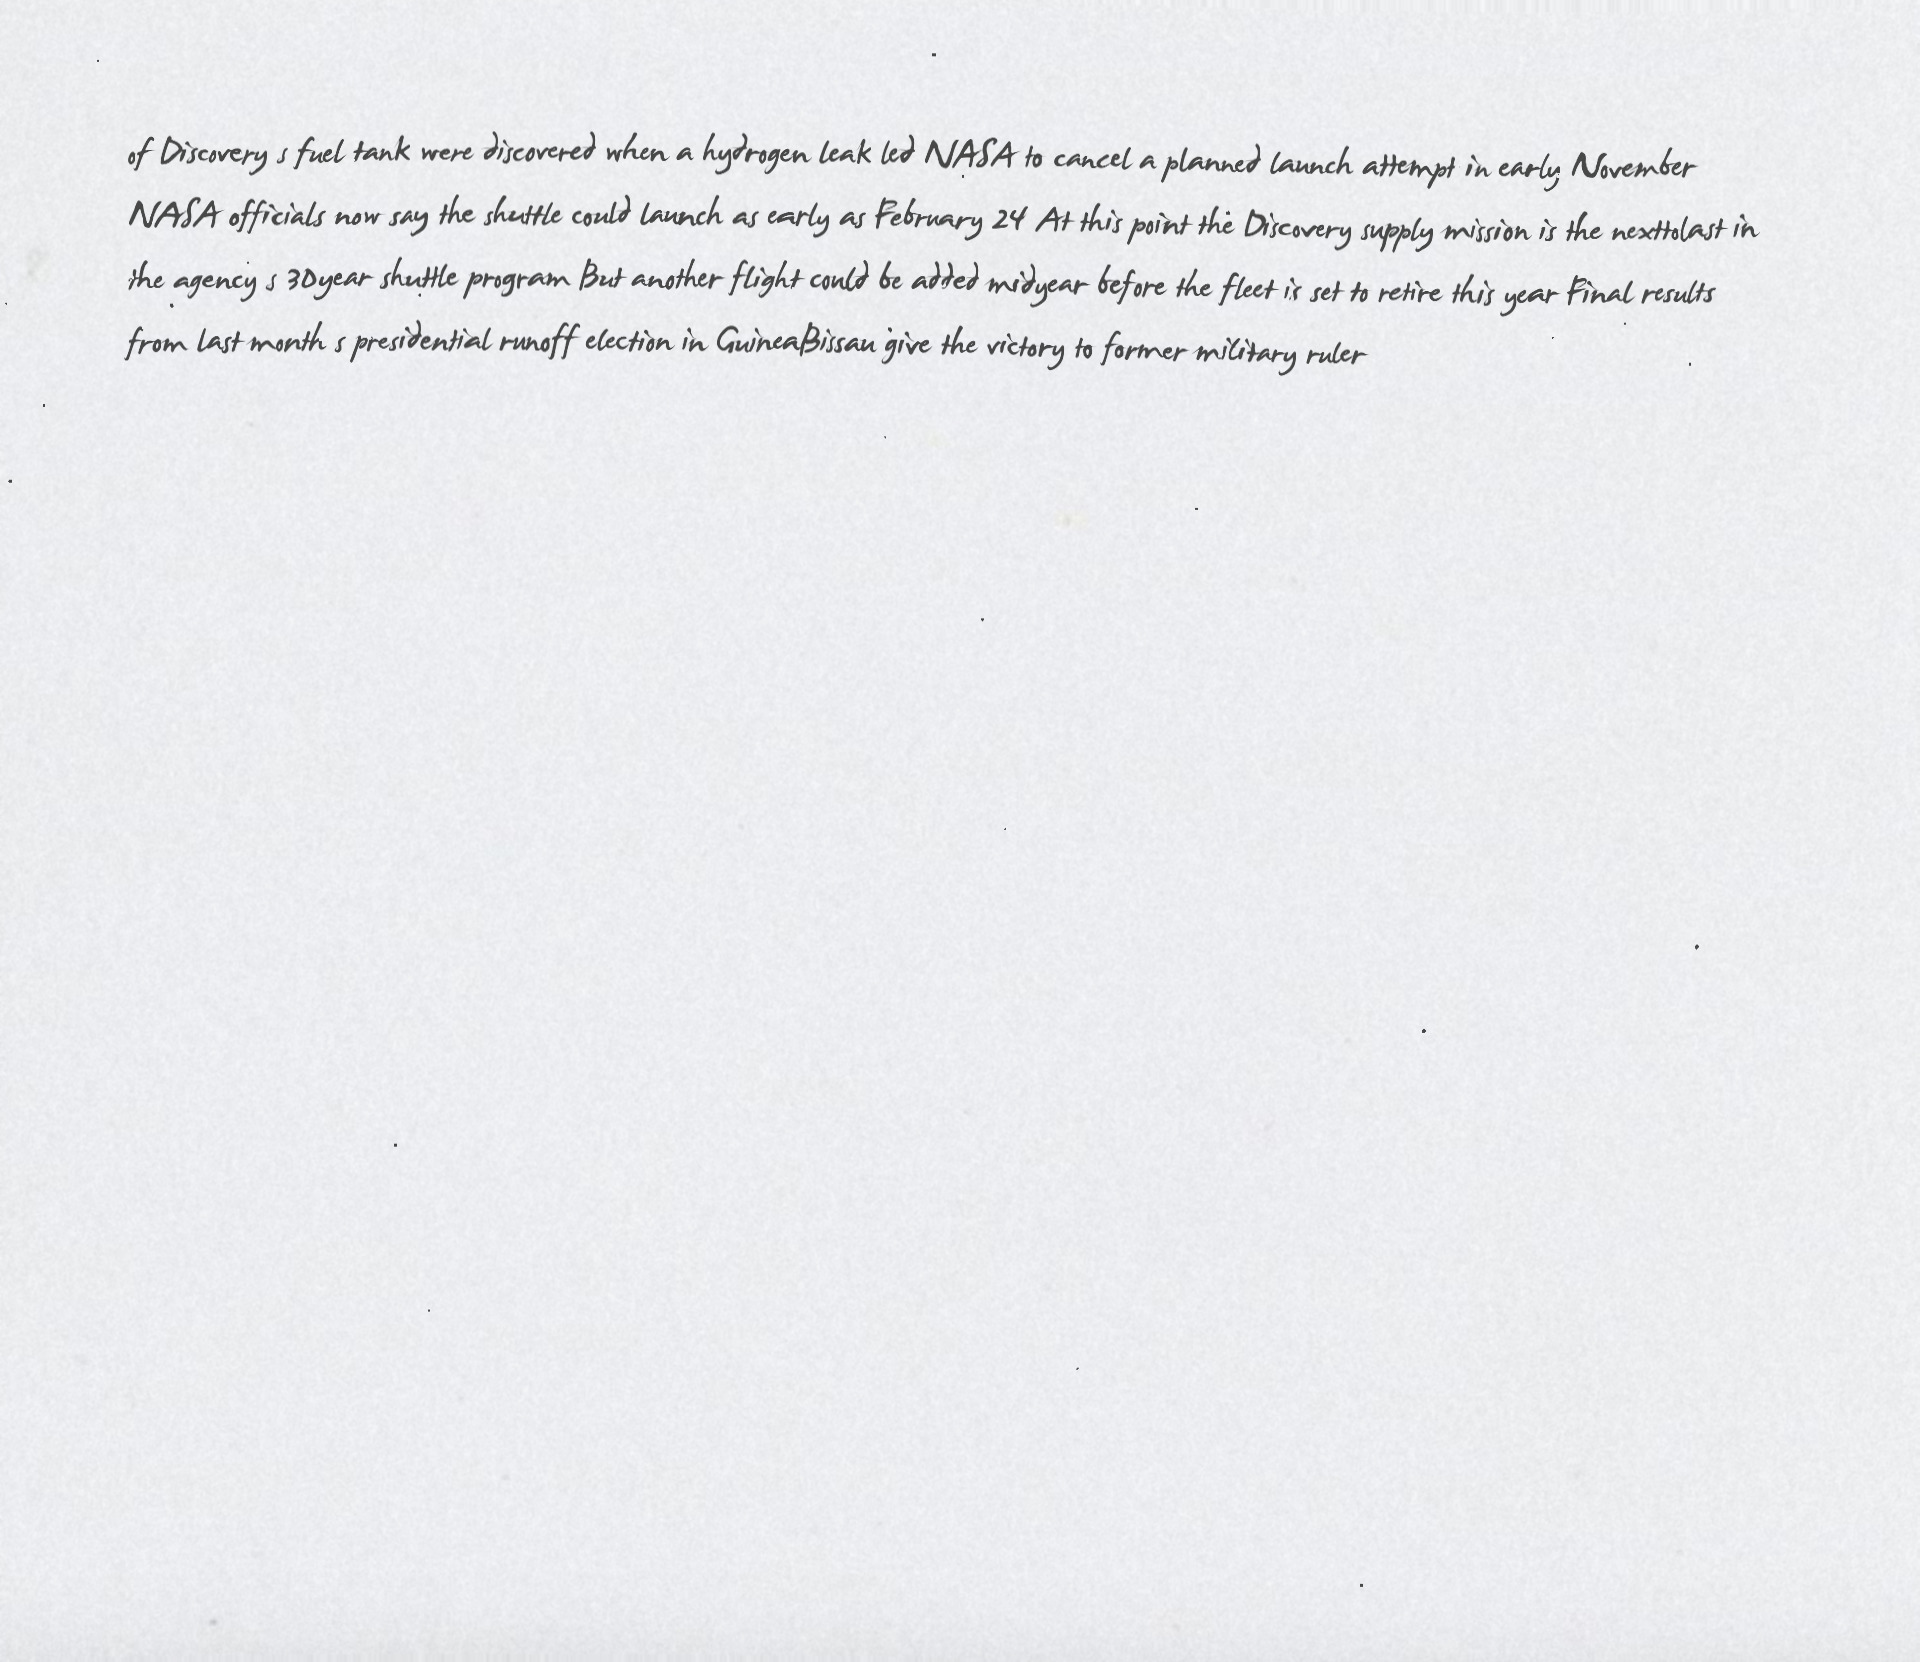 of Discovery s fuel tank were discovered when a hydrogen leak led NASA to cancel a planned launch attempt in early November
NASA officials now say the shuttle could launch as early as February 24 At this point the Discovery supply mission is the nexttolast in
the agency s 30year shuttle program But another flight could be added midyear before the fleet is set to retire this year Final results
from last month s presidential runoff election in GuineaBissau give the victory to former military ruler